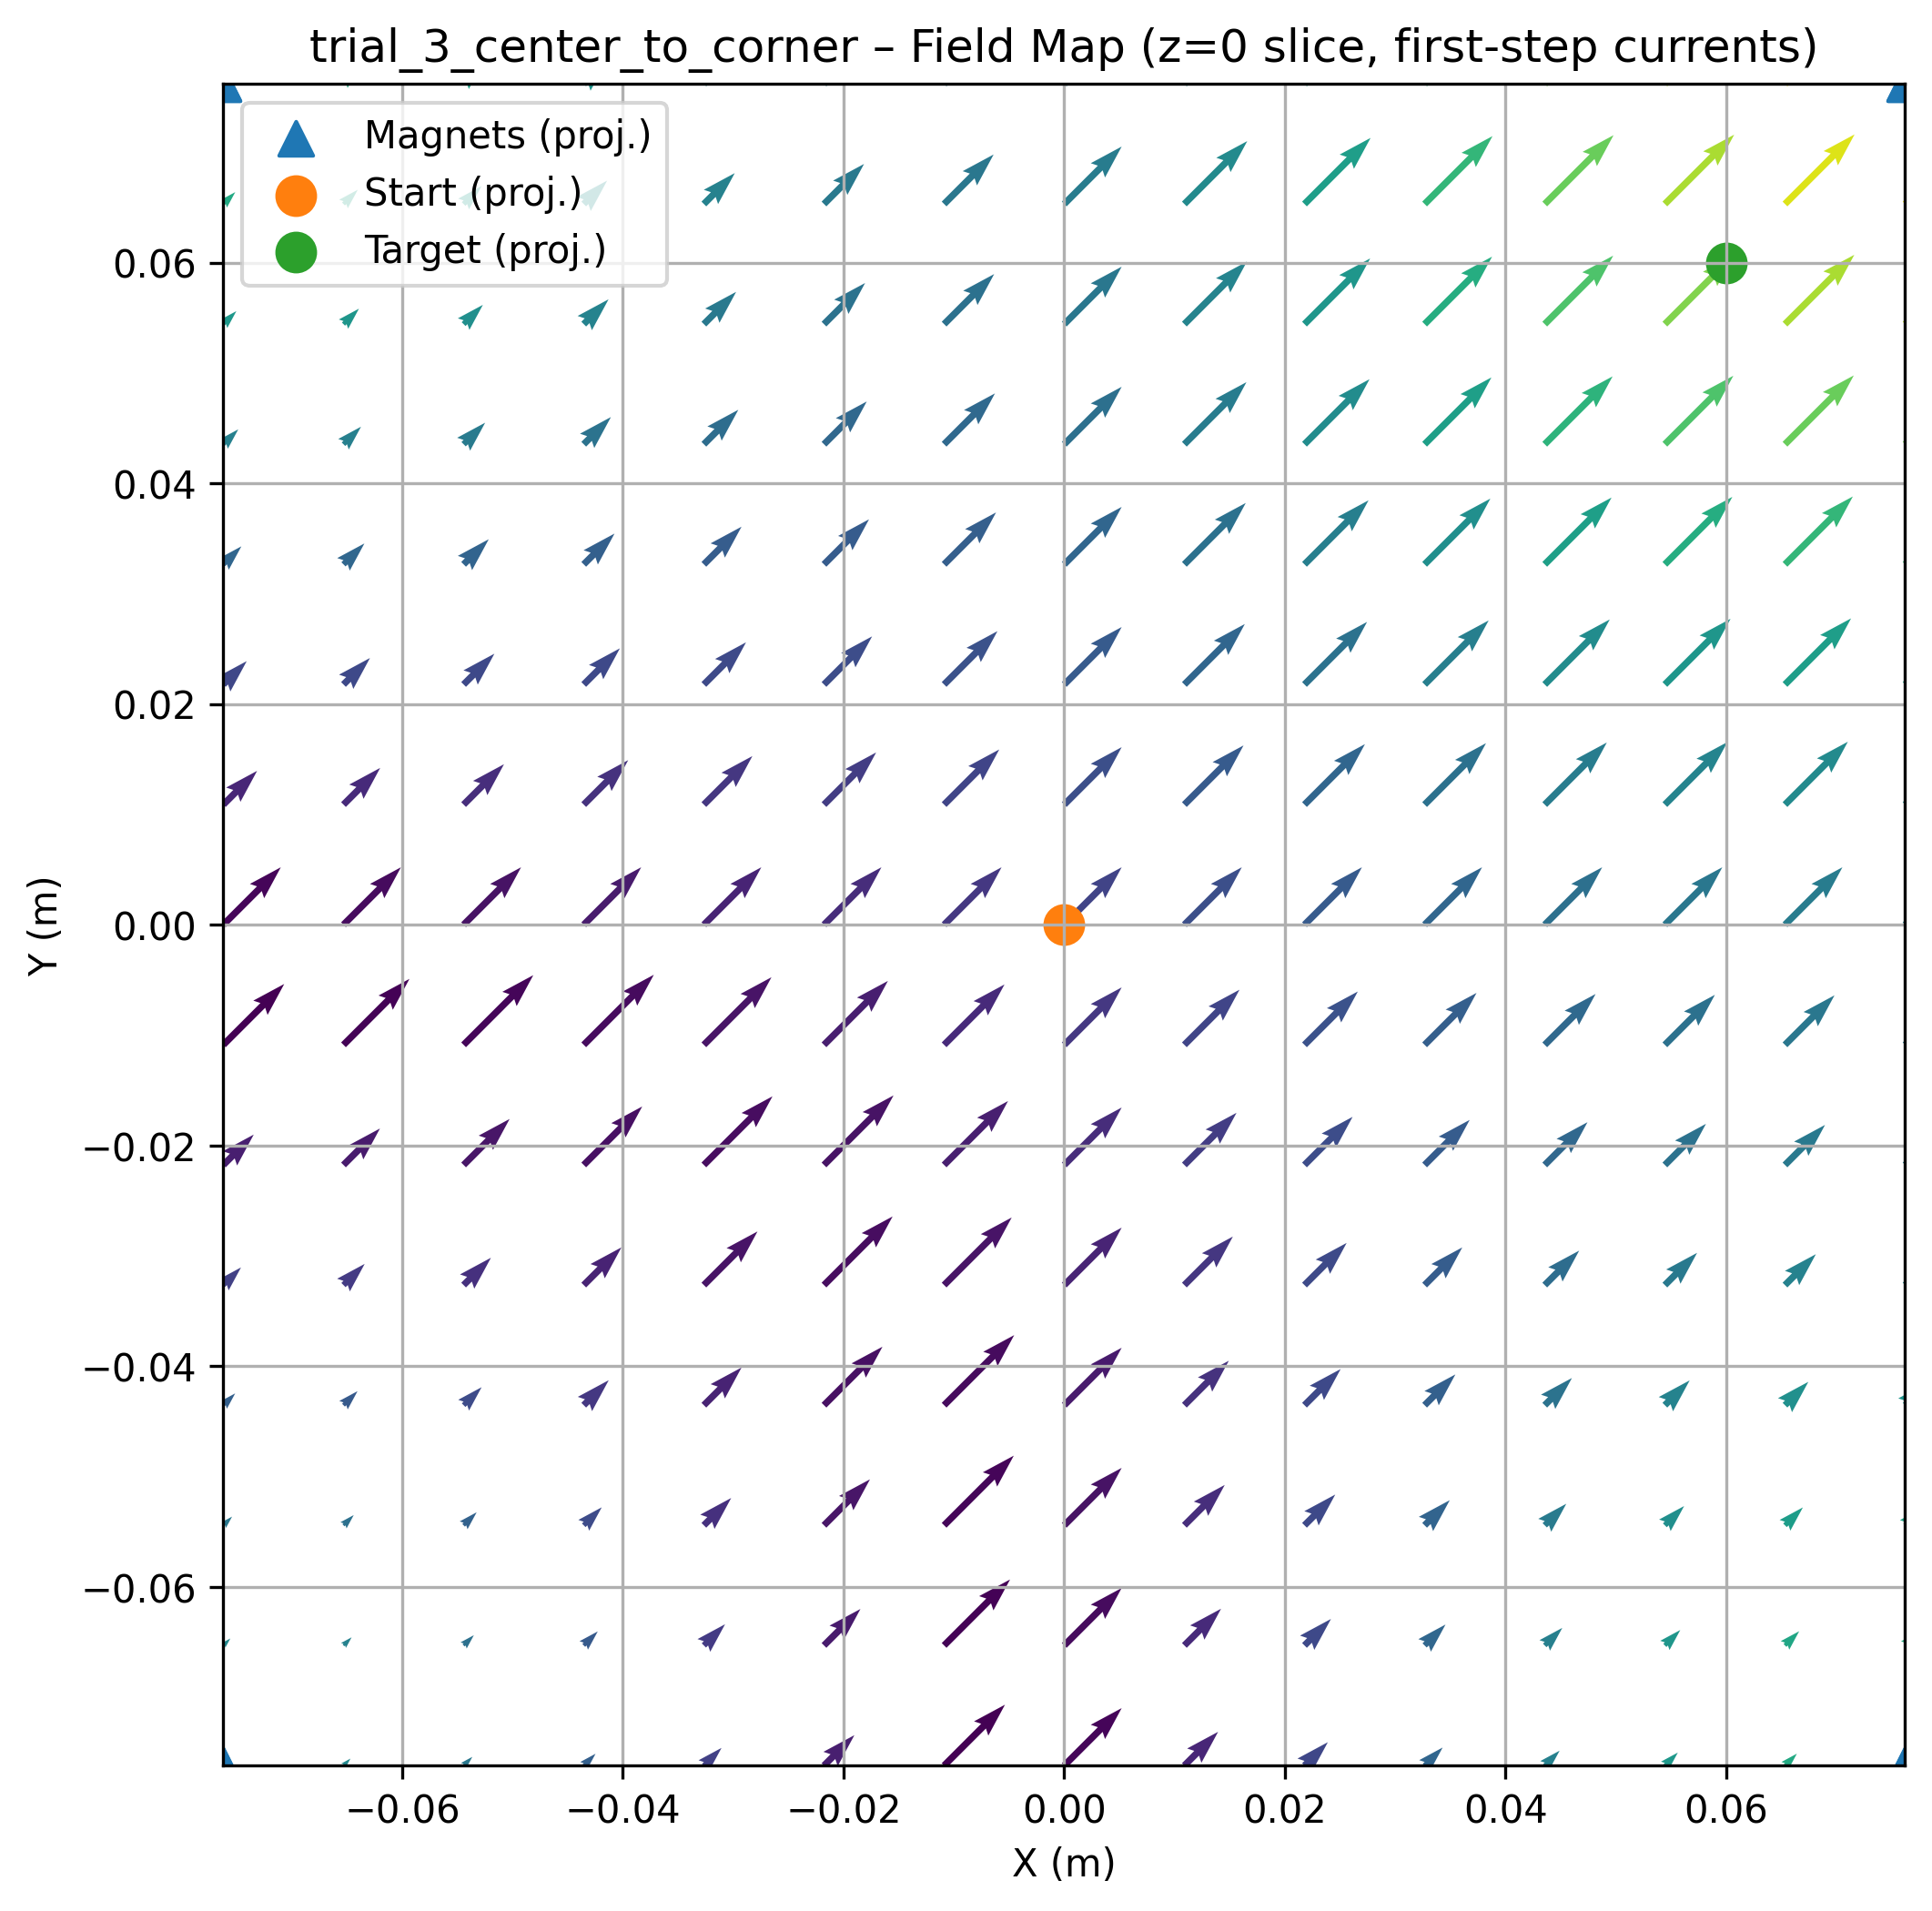 trial_3_center_to_corner – Field Map (z=0 slice, first-step currents)
Magnets (proj.)
Start (proj.)
Target (proj.)
0.06
0.04
0.02
0.00
−0.02
−0.04
−0.06
Y (m)
−0.06
−0.04
−0.02
0.00
0.02
0.04
0.06
X (m)